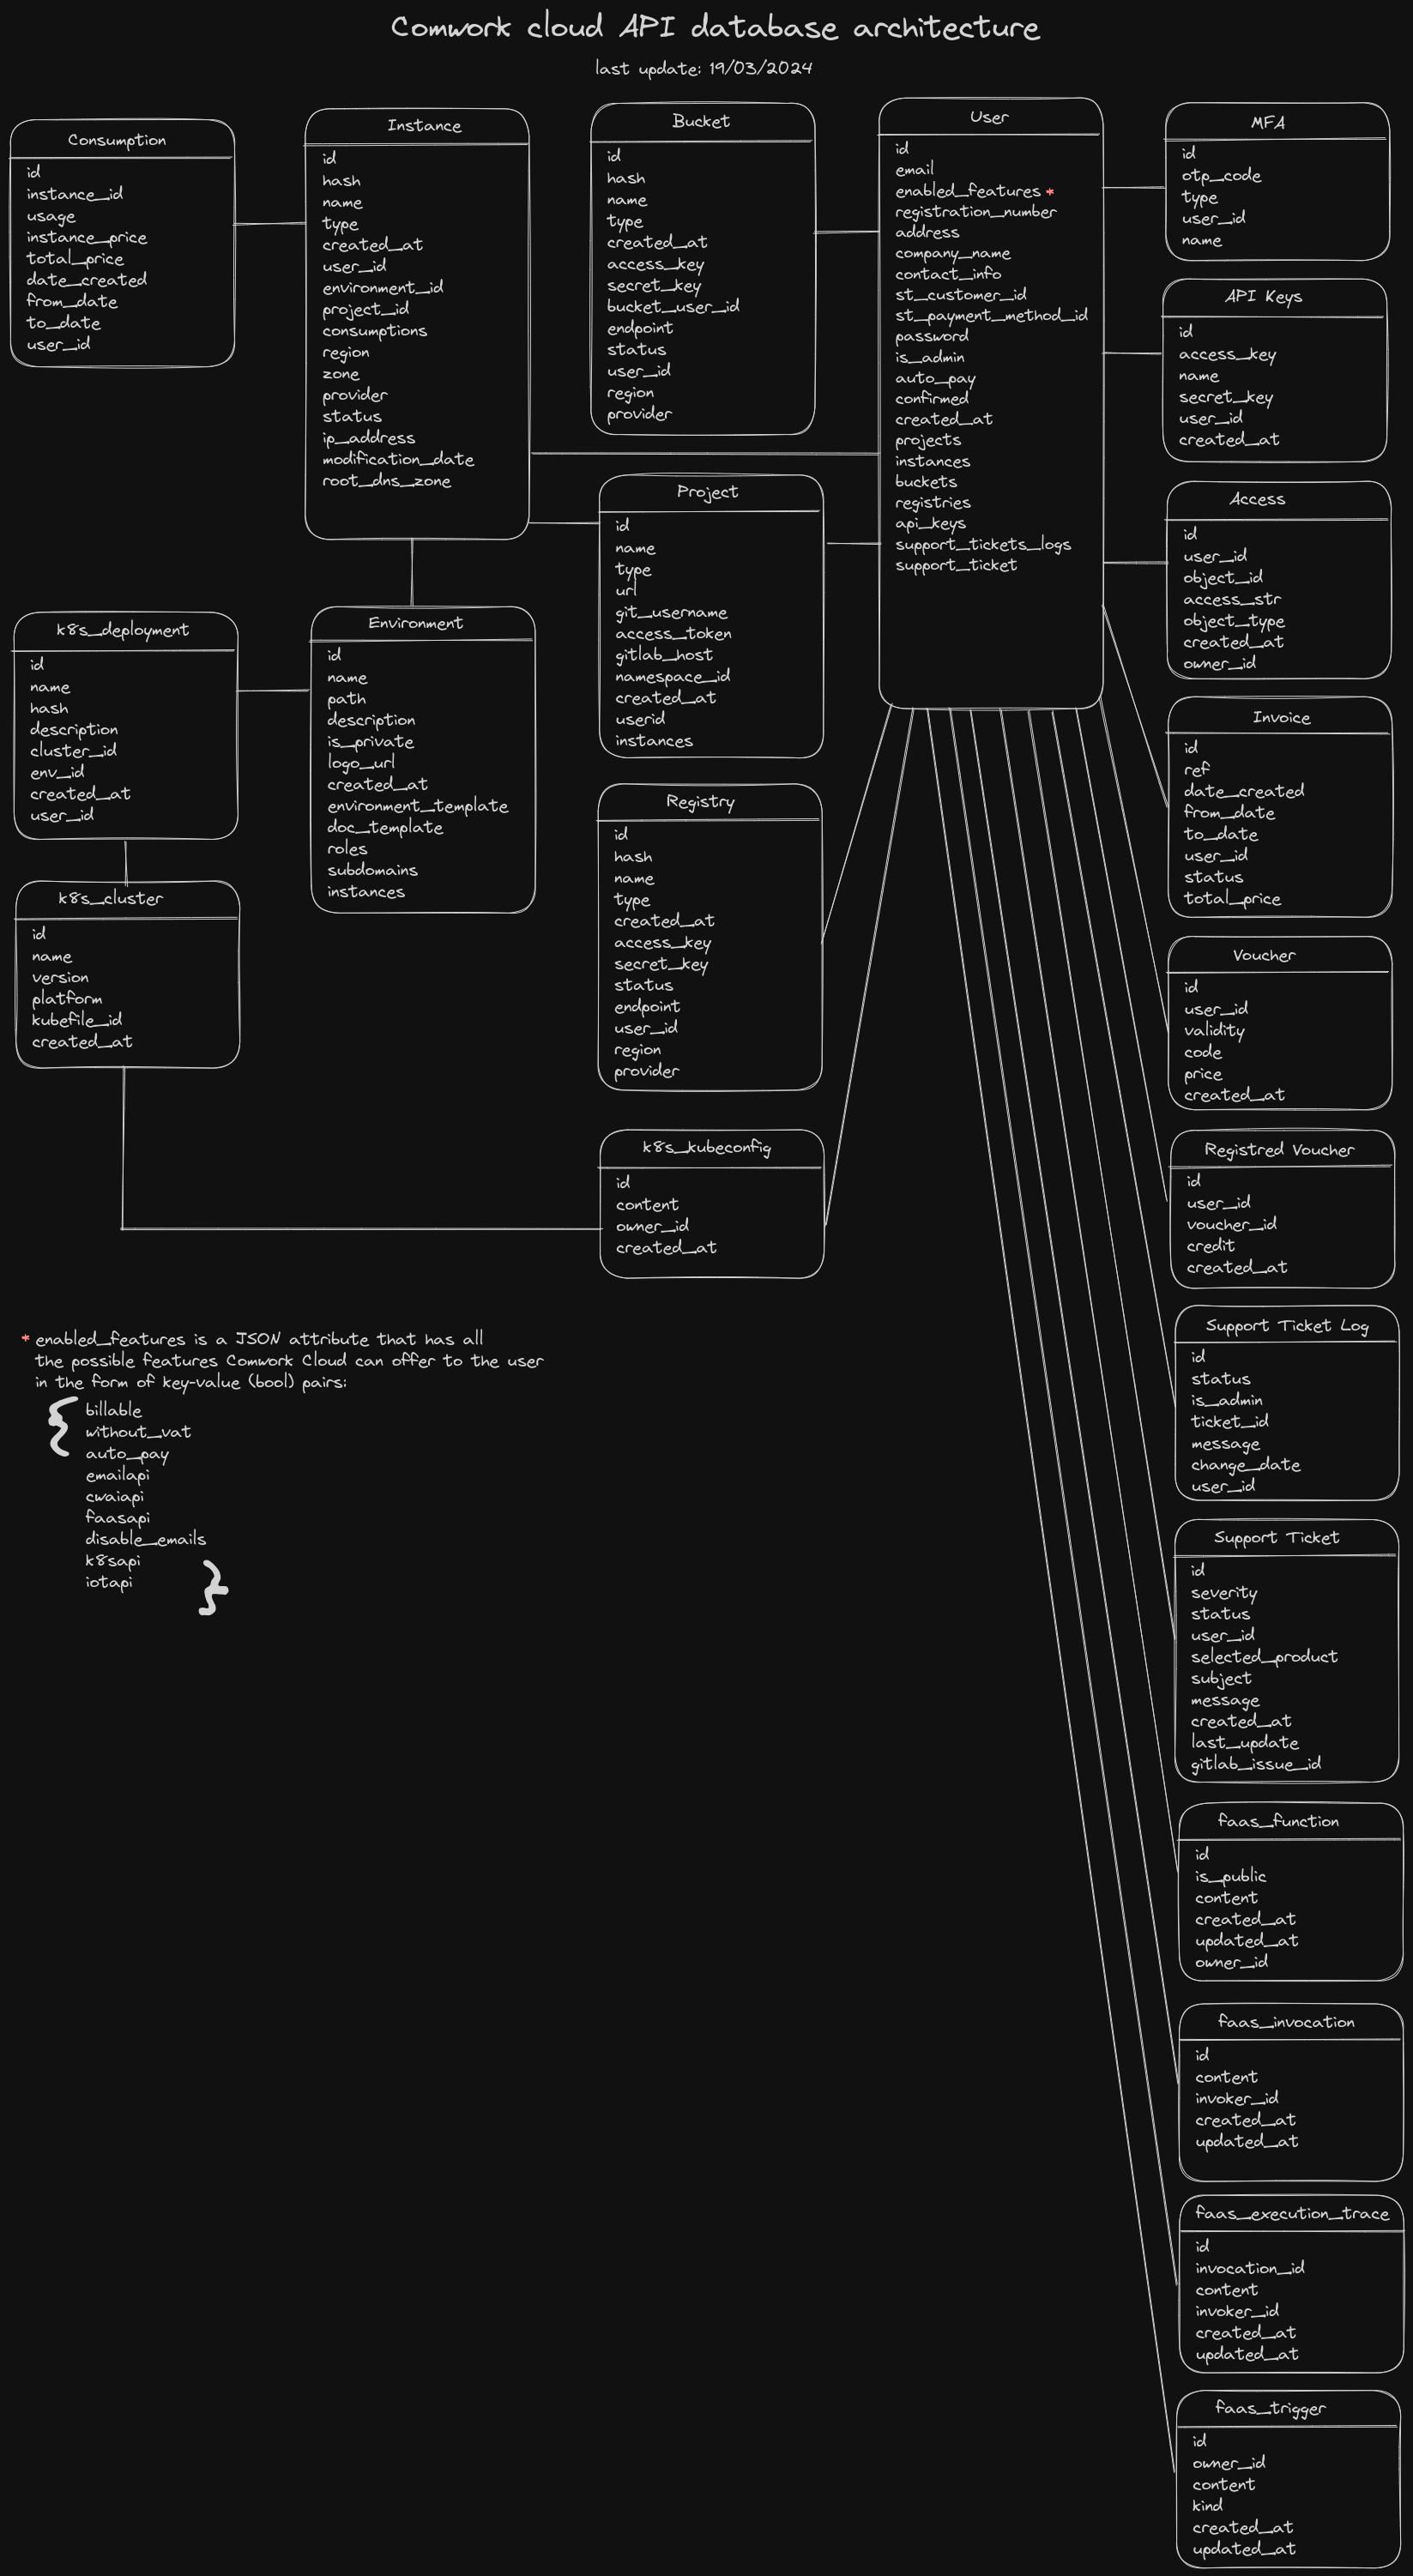 Comwork cloud API database architecture
last update: 19/03/2024
Consumption
id
instance_id
usage
instance_price
total_price
date_created
from_date
to_date
user_id
Instance
id
hash
name
type
created_at
user_id
environment_id
project_id
consumptions
region
zone
provider
status
ip_address
modification_date
root_dns_zone
Bucket
id
hash
name
type
created_at
access_key
secret_key
bucket_user_id
endpoint
status
user_id
region
provider
User
id
email
enabled_features *
registration_number
address
company_name
contact_info
st_customer_id
st_payment_method_id
password
is_admin
auto_pay
confirmed
created_at
projects
instances
buckets
registries
api_keys
support_tickets_logs
support_ticket
MFA
id
otp_code
type
user_id
name
API Keys
id
access_key
name
secret_key
user_id
created_at
Access
id
user_id
object_id
access_str
object_type
created_at
owner_id
Project
id
name
type
url
git_username
access_token
gitlab_host
namespace_id
created_at
userid
instances
k8s_deployment
id
name
hash
description
cluster_id
env_id
created_at
user_id
Environment
id
name
path
description
is_private
logo_url
created_at
environment_template
doc_template
roles
subdomains
instances
Invoice
id
ref
date_created
from_date
to_date
user_id
status
total_price
Registry
id
hash
name
type
created_at
access_key
secret_key
status
endpoint
user_id
region
provider
k8s_cluster
id
name
version
platform
kubefile_id
created_at
Voucher
id
user_id
validity
code
price
created_at
k8s_kubeconfig
id
content
owner_id
created_at
Registred Voucher
id
user_id
voucher_id
credit
created_at
* enabled_features is a JSON attribute that has all
the possible features Comwork Cloud can offer to the user
in the form of key-value (bool) pairs:
{ billable
without_vat
auto_pay
emailapi
cwaiapi
faasapi
disable_emails
k8sapi
iotapi }
Support Ticket Log
id
status
is_admin
ticket_id
message
change_date
user_id
Support Ticket
id
severity
status
user_id
selected_product
subject
message
created_at
last_update
gitlab_issue_id
faas_function
id
is_public
content
created_at
updated_at
owner_id
faas_invocation
id
content
invoker_id
created_at
updated_at
faas_execution_trace
id
invocation_id
content
invoker_id
created_at
updated_at
faas_trigger
id
owner_id
content
kind
created_at
updated_at